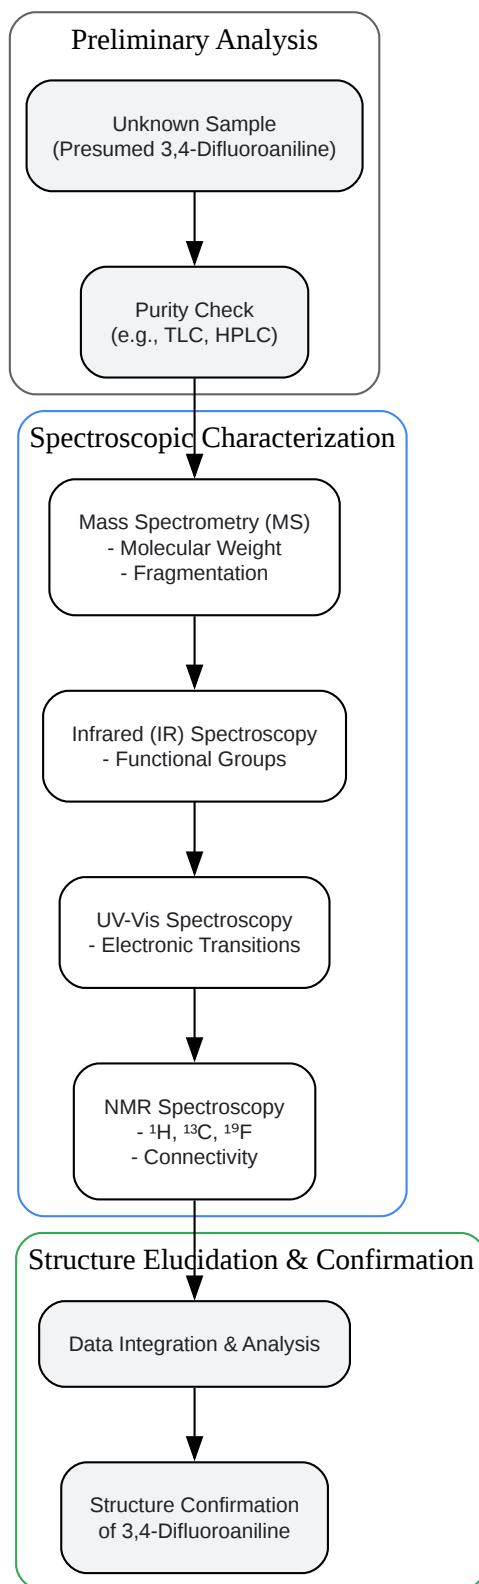 Preliminary Analysis
Unknown Sample
(Presumed 3,4-Difluoroaniline)
Purity Check
(e.g., TLC, HPLC)
Spectroscopic Characterization
Mass Spectrometry (MS)
- Molecular Weight
- Fragmentation
Infrared (IR) Spectroscopy
- Functional Groups
UV-Vis Spectroscopy
- Electronic Transitions
NMR Spectroscopy
- ¹H, ¹³C, ¹⁹F
- Connectivity
Structure Elucidation & Confirmation
Data Integration & Analysis
Structure Confirmation
of 3,4-Difluoroaniline